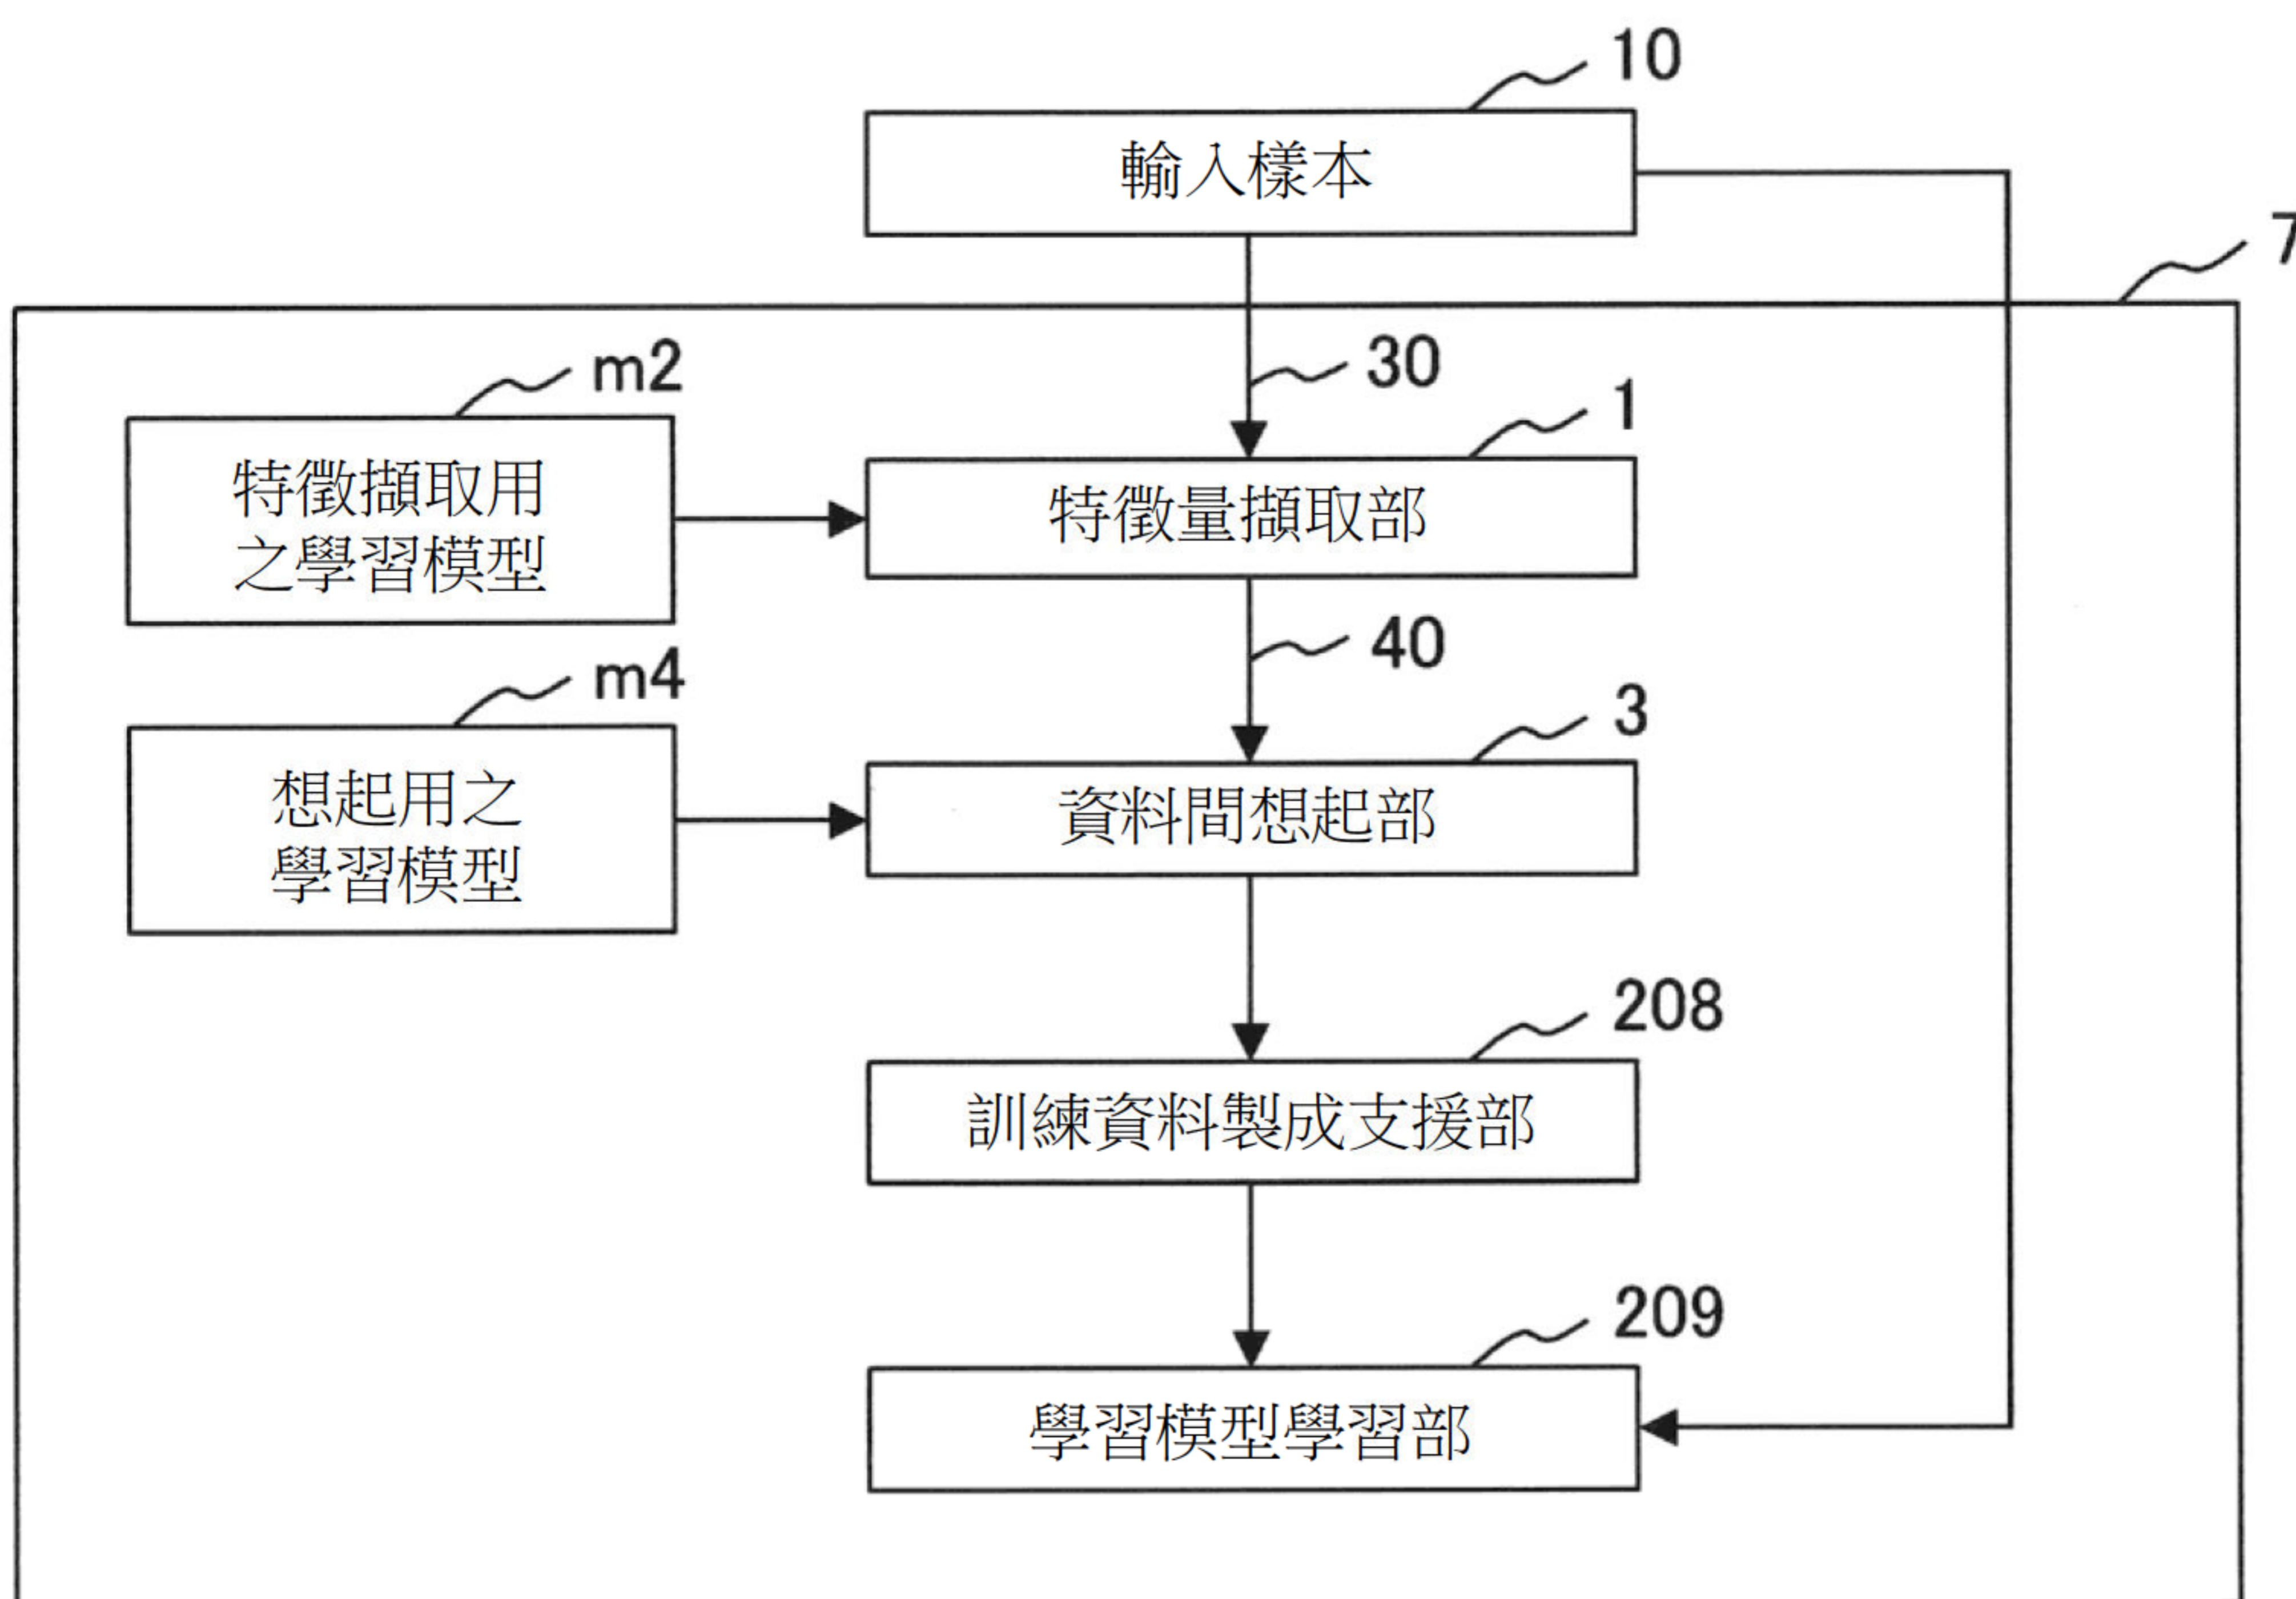 10
輸入樣本
7
30
m2
1
特徵擷取用
之學習模型
特徵量擷取部
40
m4
3
想起用之
學習模型
資料間想起部
208
訓練資料製成支援部
209
學習模型學習部